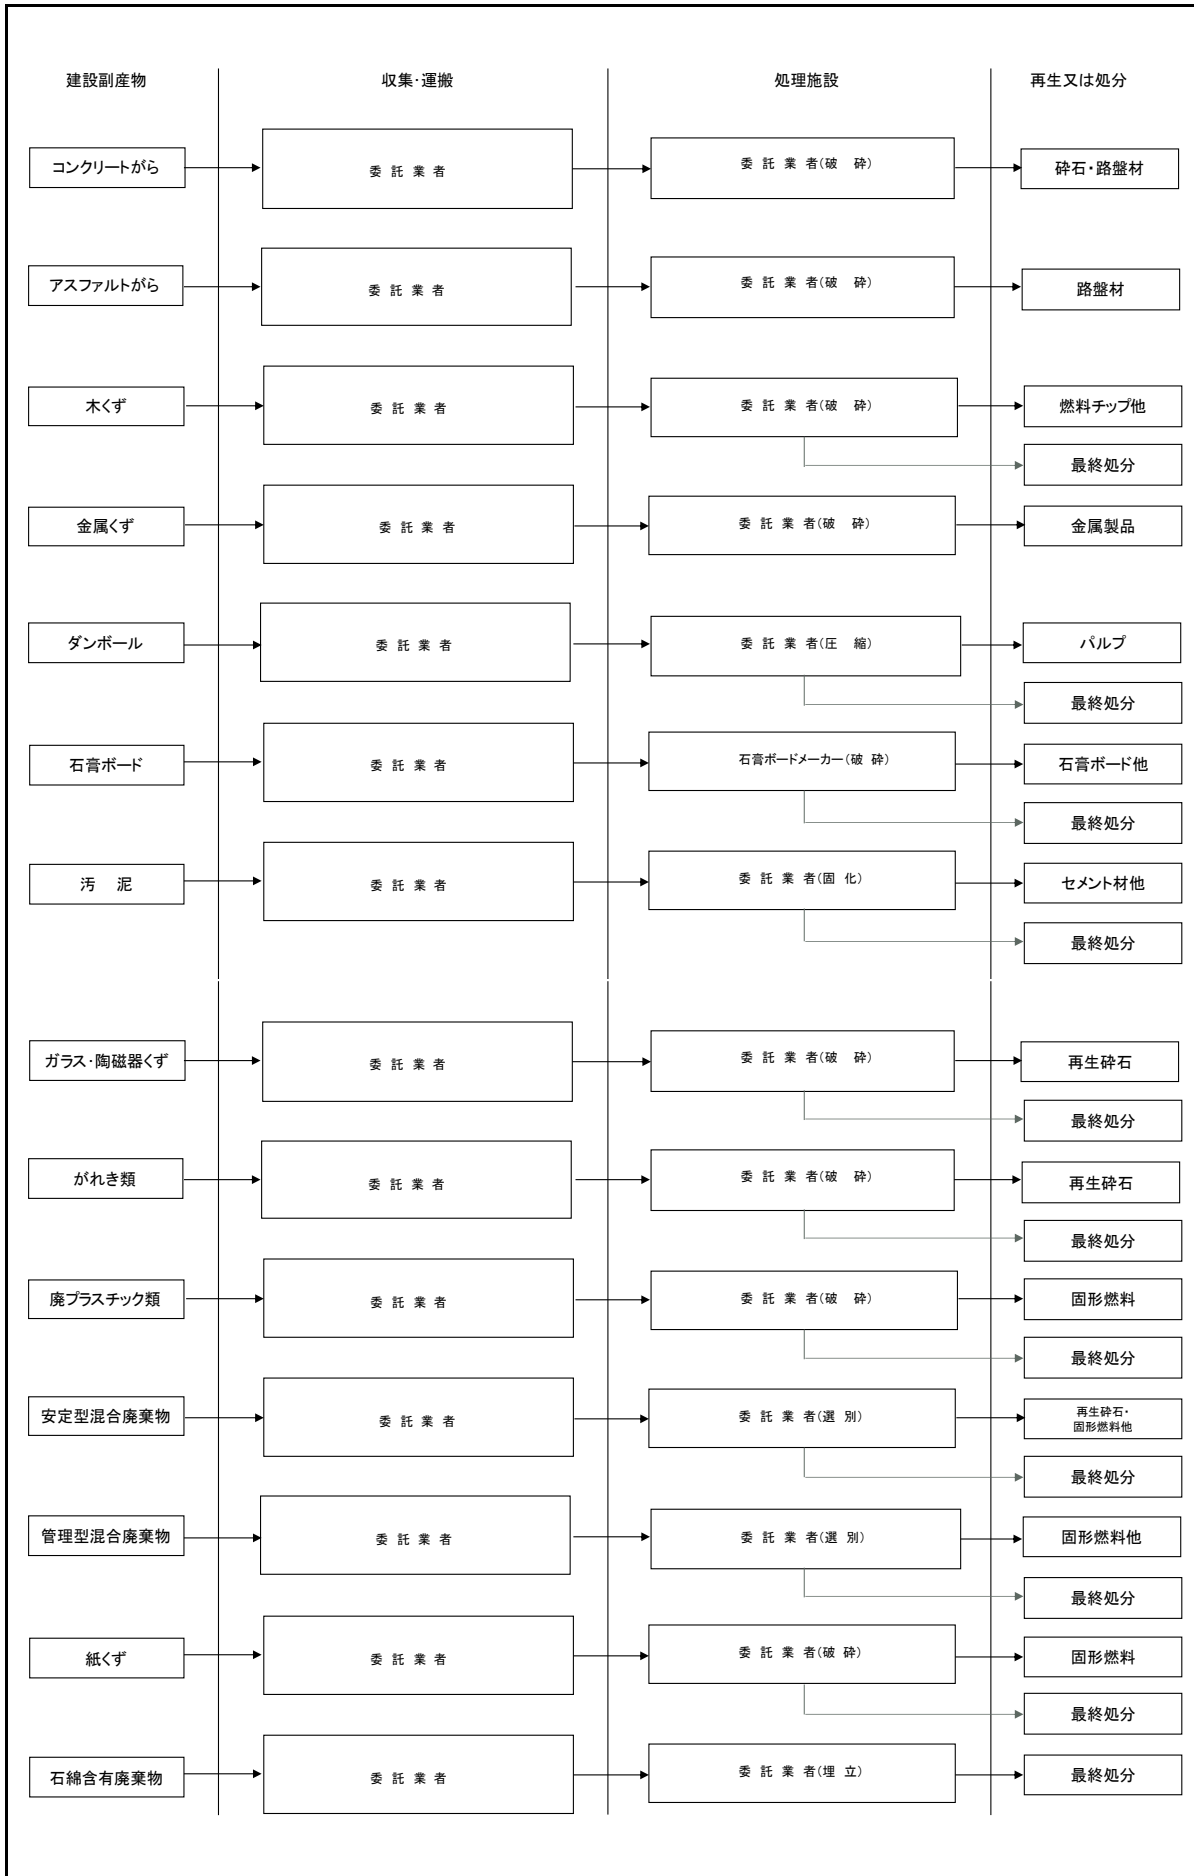 建設副産物 収集・運搬 処理施設 再生又は処分
コンクリートがら 委託業者 委託業者(破 砕) 砕石・路盤材
アスファルトがら 委託業者 委託業者(破 砕) 路盤材
木くず 委託業者 委託業者(破 砕) 燃料チップ他
最終処分
金属くず 委託業者 委託業者(破 砕) 金属製品
ダンボール 委託業者 委託業者(圧 縮) パルプ
最終処分
石膏ボード 委託業者 石膏ボードメーカー(破 砕) 石膏ボード他
最終処分
汚 泥 委託業者 委託業者(固 化) セメント材他
最終処分
ガラス・陶磁器くず 委託業者 委託業者(破 砕) 再生砕石
最終処分
がれき類 委託業者 委託業者(破 砕) 再生砕石
最終処分
廃プラスチック類 委託業者 委託業者(破 砕) 固形燃料
最終処分
安定型混合廃棄物 委託業者 委託業者(選 別) 再生砕石・
固形燃料他
最終処分
管理型混合廃棄物 委託業者 委託業者(選 別) 固形燃料他
最終処分
紙くず 委託業者 委託業者(破 砕) 固形燃料
最終処分
石綿含有廃棄物 委託業者 委託業者(埋 立) 最終処分